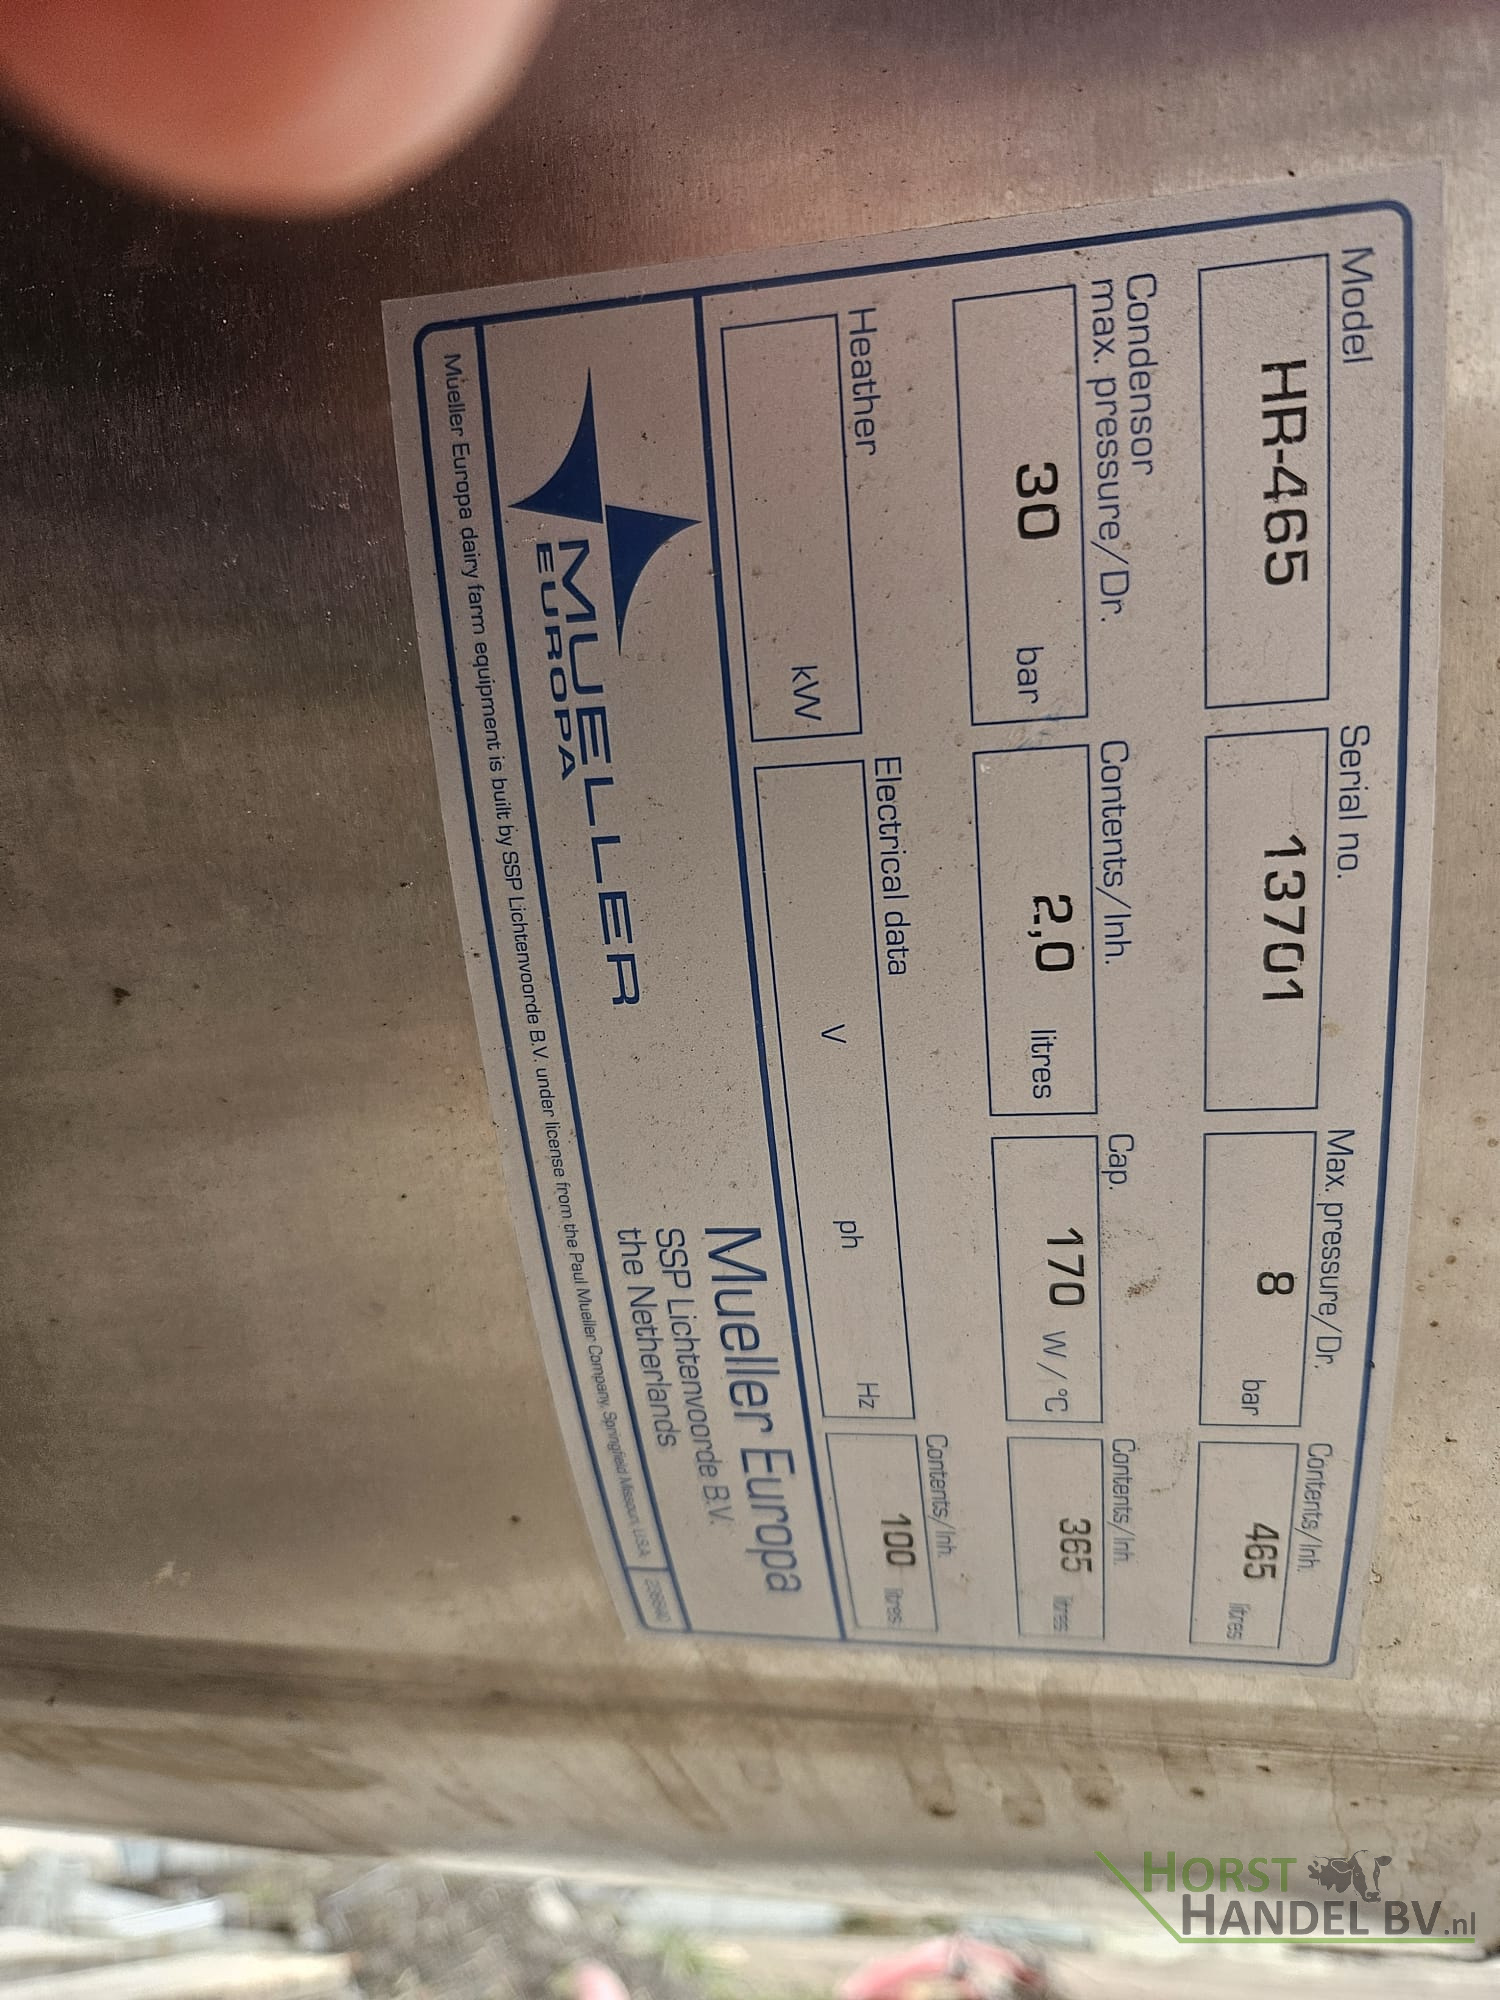 Model
Serial no.
Max. pressure/Dr.
Contents/Inh.
HR-465
13701
8 bar
465 litres
Condensor
max. pressure/Dr.
Contents/Inh.
Cap.
Contents/Inh.
30 bar
2,0 litres
170 W/°C
365 litres
Heather
Electrical data
Contents/Inh.
kW
V ph Hz
100 litres
MUELLER
EUROPA
Mueller Europa
SSP Lichtenvoorde B.V.
the Netherlands
Mueller Europa dairy farm equipment is built by SSP Lichtenvoorde B.V. under license from the Paul Mueller Company, Springfield Missouri U.S.A.
HORST
HANDEL BV.nl